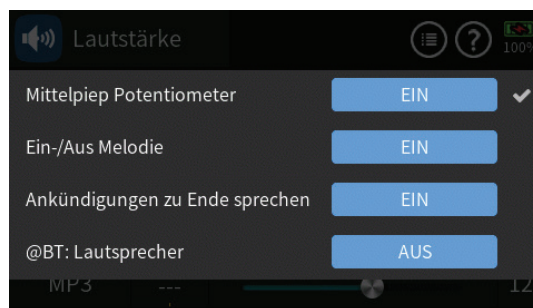 Lautstärke
100%
Mittelpiep Potentiometer EIN
Ein-/Aus Melodie EIN
Ankündigungen zu Ende sprechen EIN
@BT: Lautsprecher AUS
MP3 --- 12